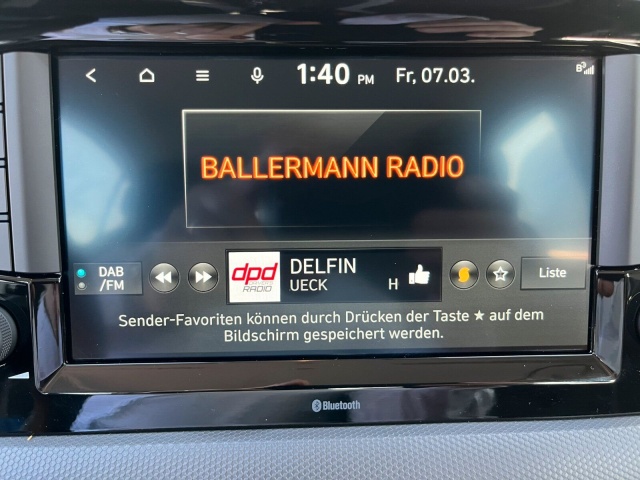 1:40 PM Fr, 07.03.
BALLERMANN RADIO
DAB
/FM
dpd
RADIO
DELFIN
UECK H
Liste
Sender-Favoriten können durch Drücken der Taste ★ auf dem
Bildschirm gespeichert werden.
Bluetooth